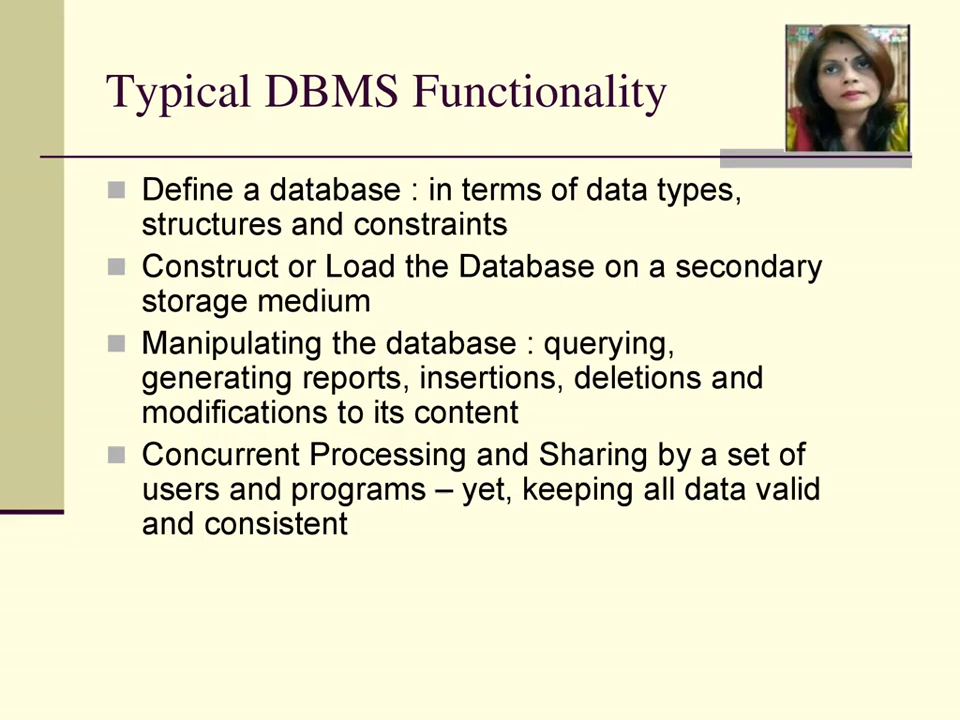 Typical DBMS Functionality
Define a database : in terms of data types,
structures and constraints
Construct or Load the Database on a secondary
storage medium
Manipulating the database : querying,
generating reports, insertions, deletions and
modifications to its content
Concurrent Processing and Sharing by a set of
users and programs – yet, keeping all data valid
and consistent